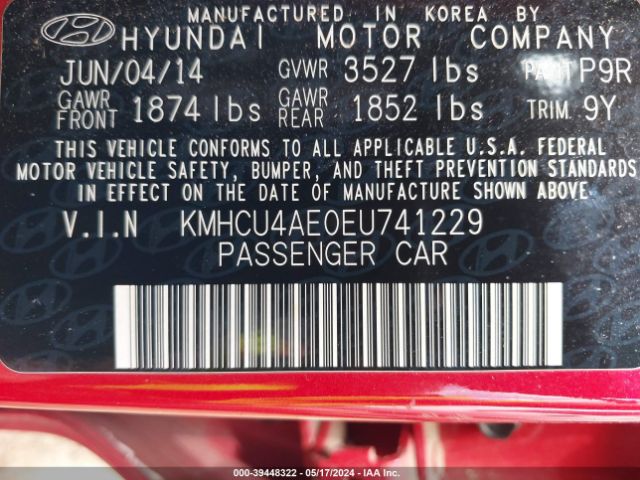 MANUFACTURED IN KOREA BY
HYUNDAI MOTOR COMPANY
JUN/04/14 GVWR 3527 lbs PAINT P9R
GAWR FRONT 1874 lbs GAWR REAR 1852 lbs TRIM 9Y
THIS VEHICLE CONFORMS TO ALL APPLICABLE U.S.A. FEDERAL
MOTOR VEHICLE SAFETY, BUMPER, AND THEFT PREVENTION STANDARDS
IN EFFECT ON THE DATE OF MANUFACTURE SHOWN ABOVE.
V.I.N KMHCU4AE0EU741229
PASSENGER CAR
000-39448322 - 05/17/2024 - IAA Inc.